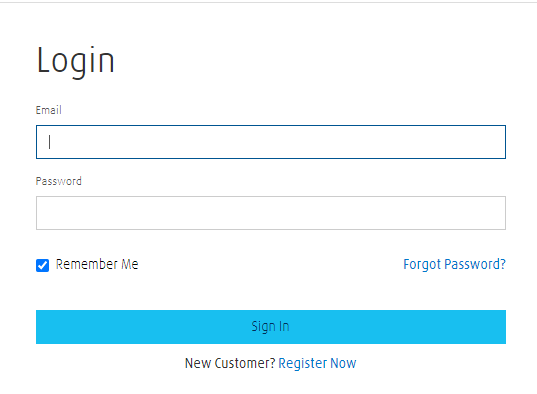 Login
Email
Password
Remember Me Forgot Password?
Sign In
New Customer? Register Now